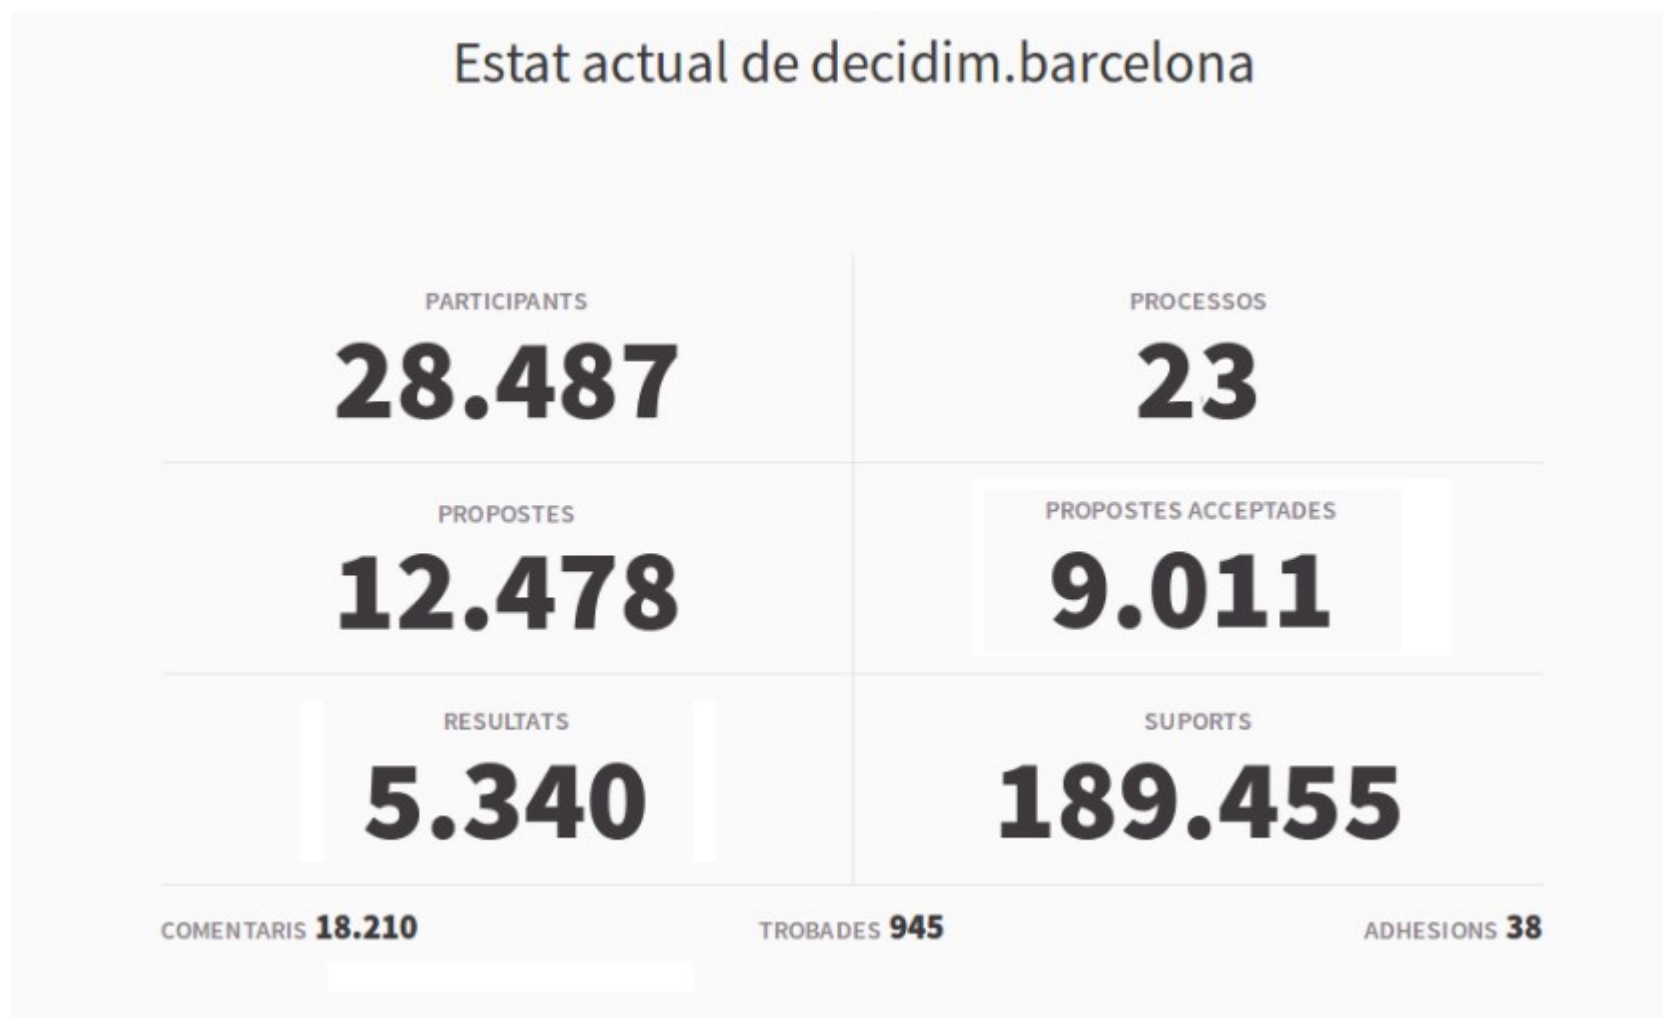 Estat actual de decidim.barcelona
PARTICIPANTS
28.487
PROCESSOS
23
PROPOSTES
12.478
PROPOSTES ACCEPTADES
9.011
RESULTATS
5.340
SUPORTS
189.455
COMENTARIS 18.210
TROBADES 945
ADHESIONS 38